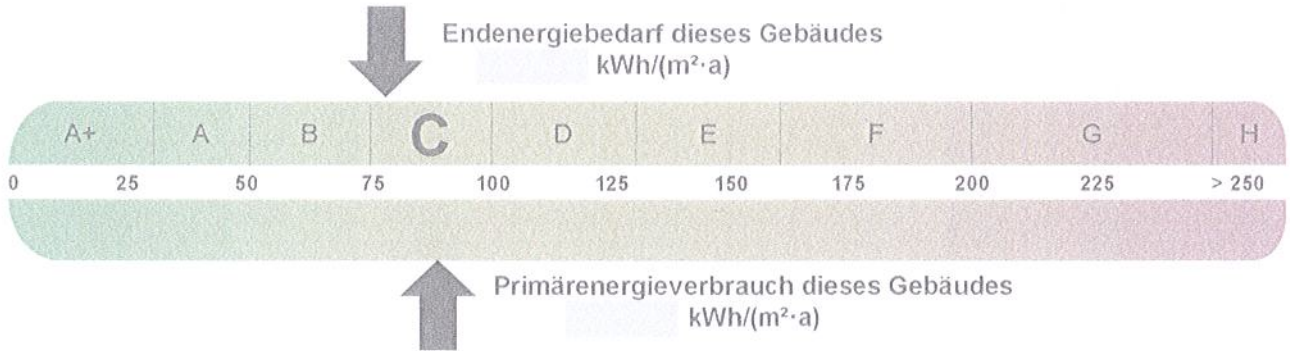 Endenergiebedarf dieses Gebäudes
kWh/(m²·a)
A+ A B C D E F G H
0 25 50 75 100 125 150 175 200 225 > 250
Primärenergieverbrauch dieses Gebäudes
kWh/(m²·a)